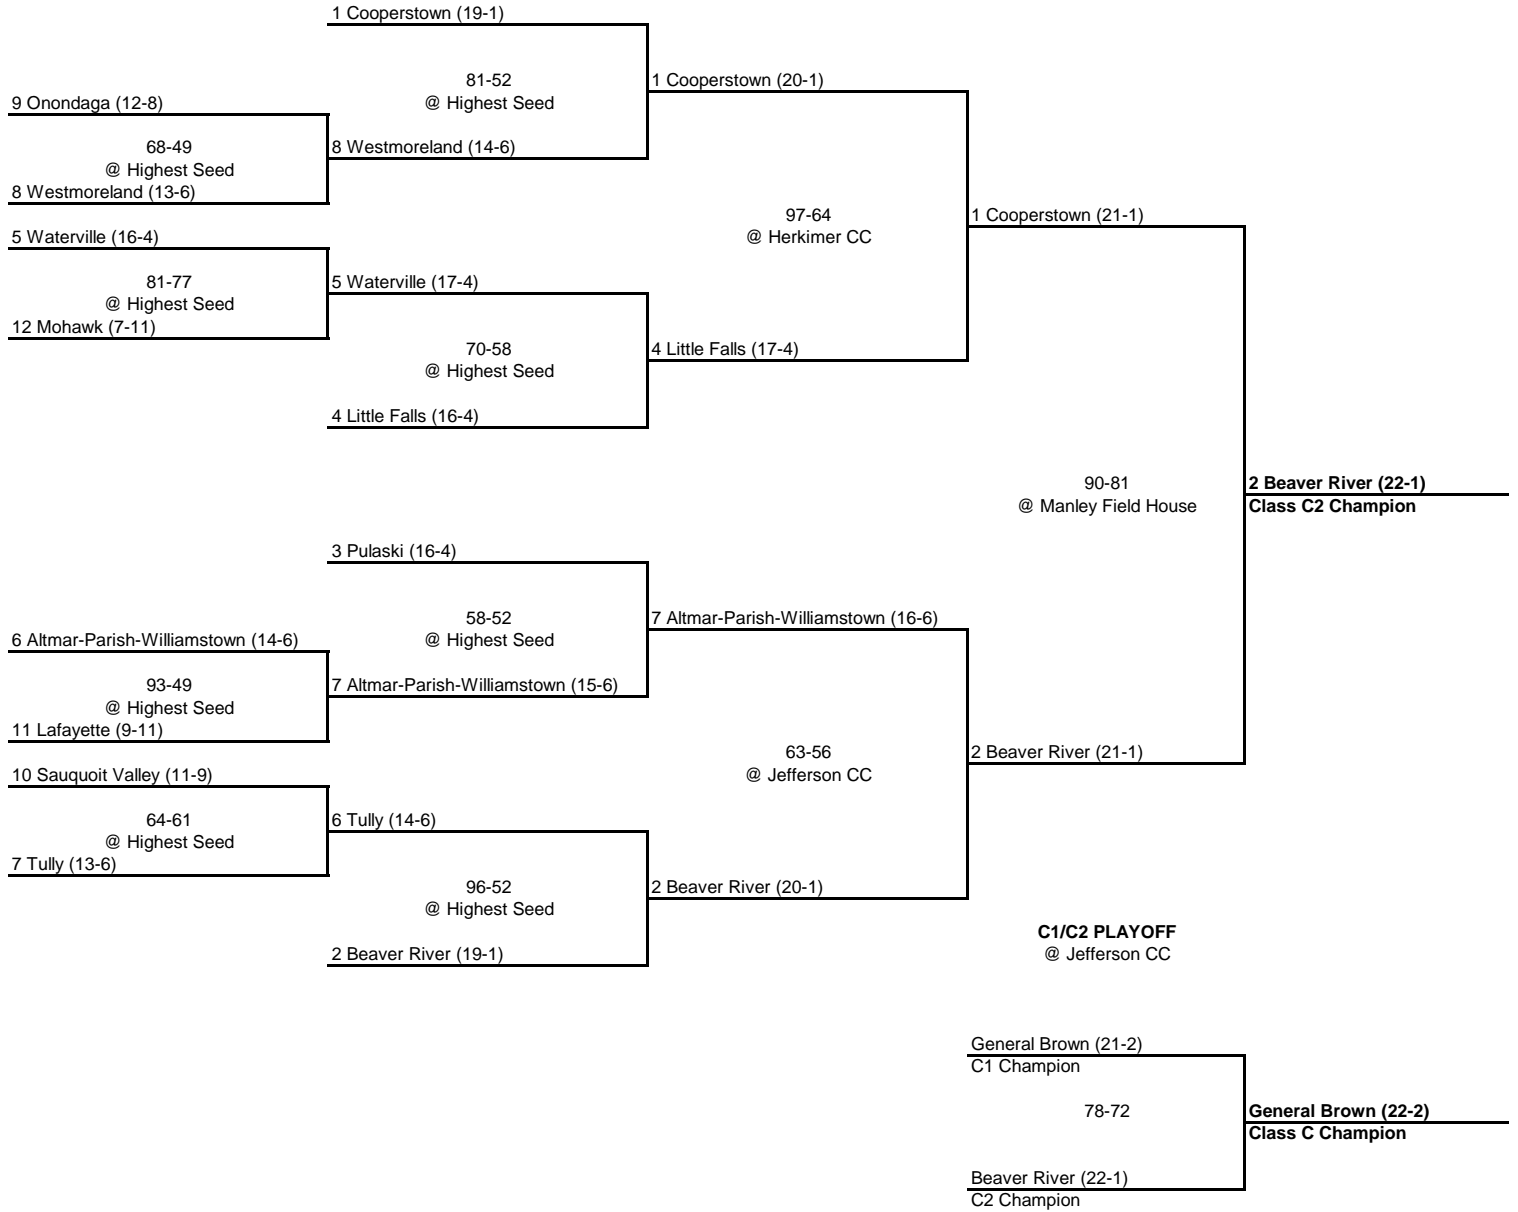 1 Cooperstown (19-1)
81-52
@ Highest Seed
1 Cooperstown (20-1)
9 Onondaga (12-8)
68-49
@ Highest Seed
8 Westmoreland (14-6)
8 Westmoreland (13-6)
97-64
@ Herkimer CC
1 Cooperstown (21-1)
5 Waterville (16-4)
81-77
@ Highest Seed
5 Waterville (17-4)
12 Mohawk (7-11)
70-58
@ Highest Seed
4 Little Falls (17-4)
4 Little Falls (16-4)
90-81
@ Manley Field House
2 Beaver River (22-1)
Class C2 Champion
3 Pulaski (16-4)
58-52
@ Highest Seed
7 Altmar-Parish-Williamstown (16-6)
6 Altmar-Parish-Williamstown (14-6)
93-49
@ Highest Seed
7 Altmar-Parish-Williamstown (15-6)
11 Lafayette (9-11)
63-56
@ Jefferson CC
2 Beaver River (21-1)
10 Sauquoit Valley (11-9)
64-61
@ Highest Seed
6 Tully (14-6)
7 Tully (13-6)
96-52
@ Highest Seed
2 Beaver River (20-1)
2 Beaver River (19-1)
C1/C2 PLAYOFF
@ Jefferson CC
General Brown (21-2)
C1 Champion
78-72
General Brown (22-2)
Class C Champion
Beaver River (22-1)
C2 Champion